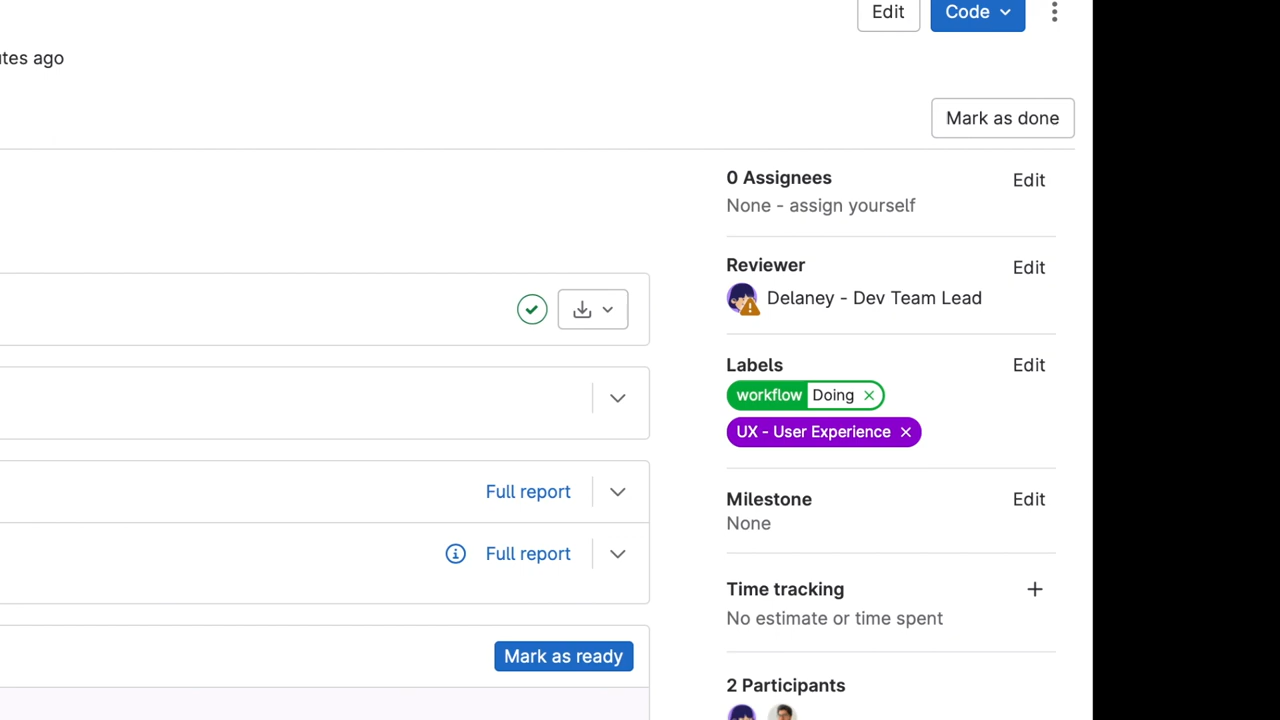 Edit
Code
utes ago
Mark as done
0 Assignees
Edit
None - assign yourself
Reviewer
Edit
Delaney - Dev Team Lead
Labels
Edit
workflow Doing
UX - User Experience
Milestone
Edit
None
Full report
Full report
Time tracking
No estimate or time spent
Mark as ready
2 Participants